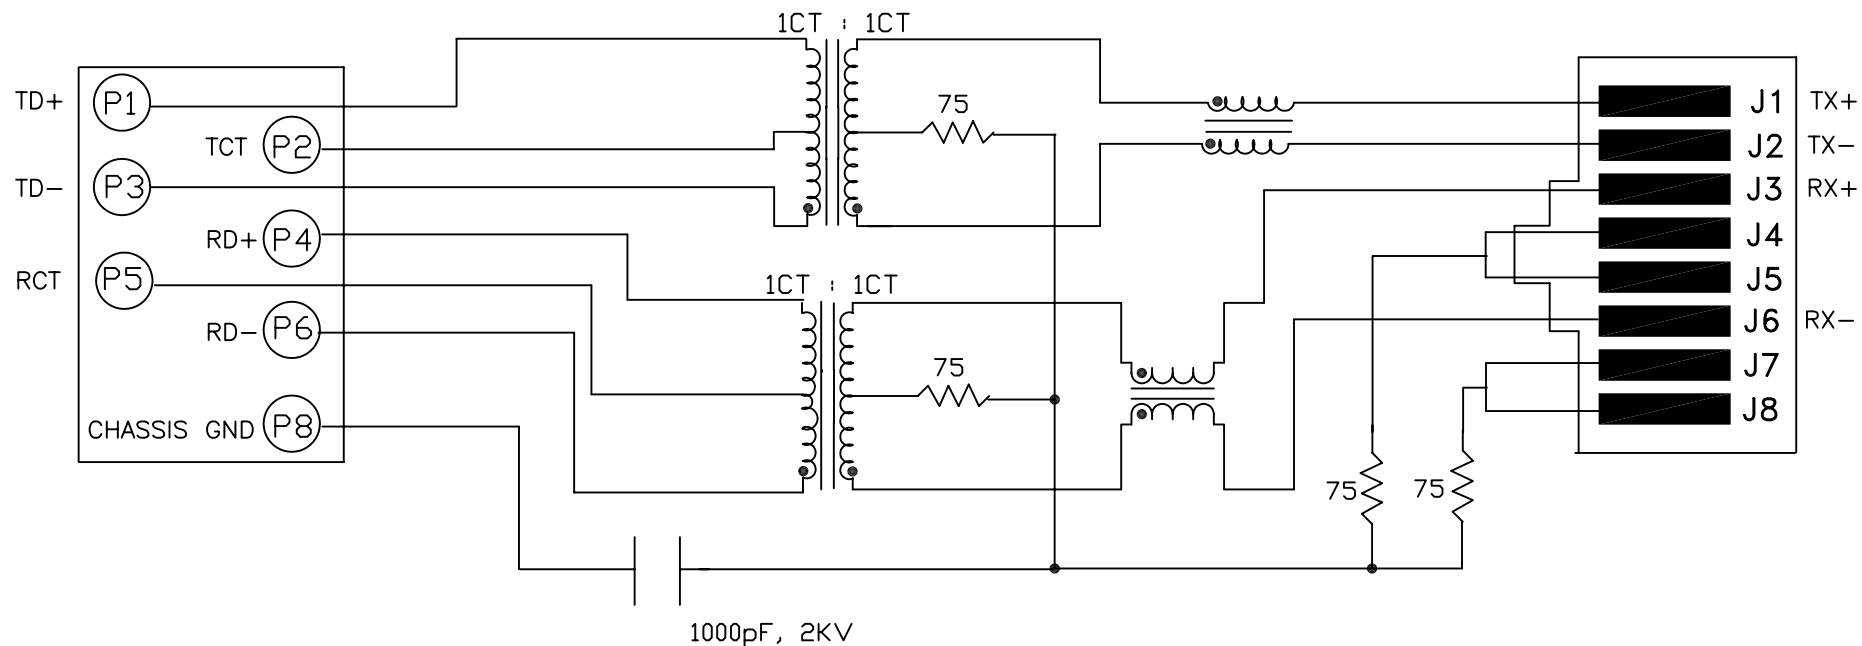 1CT : 1CT
TD+ P1
TCT P2
TD- P3
RD+ P4
RCT P5
RD- P6
CHASSIS GND P8
75
1CT : 1CT
75
1000pF, 2KV
75
75
J1 TX+
J2 TX-
J3 RX+
J4
J5
J6 RX-
J7
J8